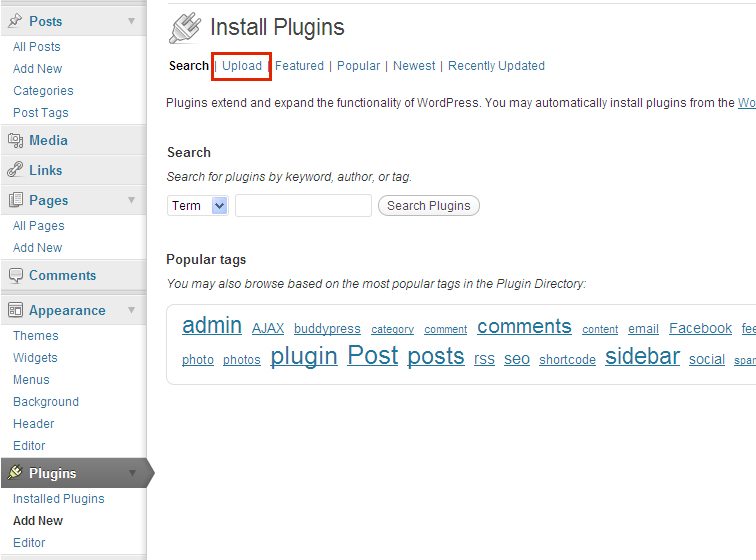 Posts
All Posts
Add New
Categories
Post Tags
Media
Links
Pages
All Pages
Add New
Comments
Appearance
Themes
Widgets
Menus
Background
Header
Editor
Plugins
Installed Plugins
Add New
Editor
Install Plugins
Search | Upload | Featured | Popular | Newest | Recently Updated
Plugins extend and expand the functionality of WordPress. You may automatically install plugins from the Wo
Search
Search for plugins by keyword, author, or tag.
Term Search Plugins
Popular tags
You may also browse based on the most popular tags in the Plugin Directory:
admin AJAX buddypress category comment comments content email Facebook fee
photo photos plugin Post posts RSS seo shortcode sidebar social spam